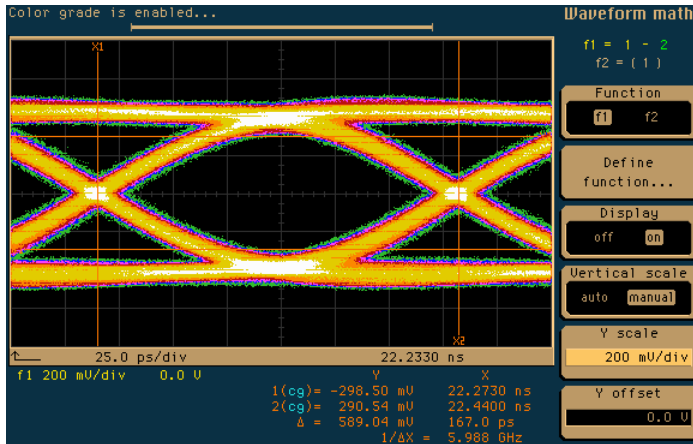 Color grade is enabled...
Waveform math
f1 = 1 - 2
f2 = ( 1 )
Function
f1 f2
Define
function...
Display
off on
Vertical scale
auto manual
Y scale
200 mV/div
Y offset
0.0 V
X1
X2
25.0 ps/div 22.2330 ns
f1 200 mV/div 0.0 V
Y X
1(cg)= -298.50 mV 22.2730 ns
2(cg)= 290.54 mV 22.4400 ns
Δ = 589.04 mV 167.0 ps
1/ΔX = 5.988 GHz